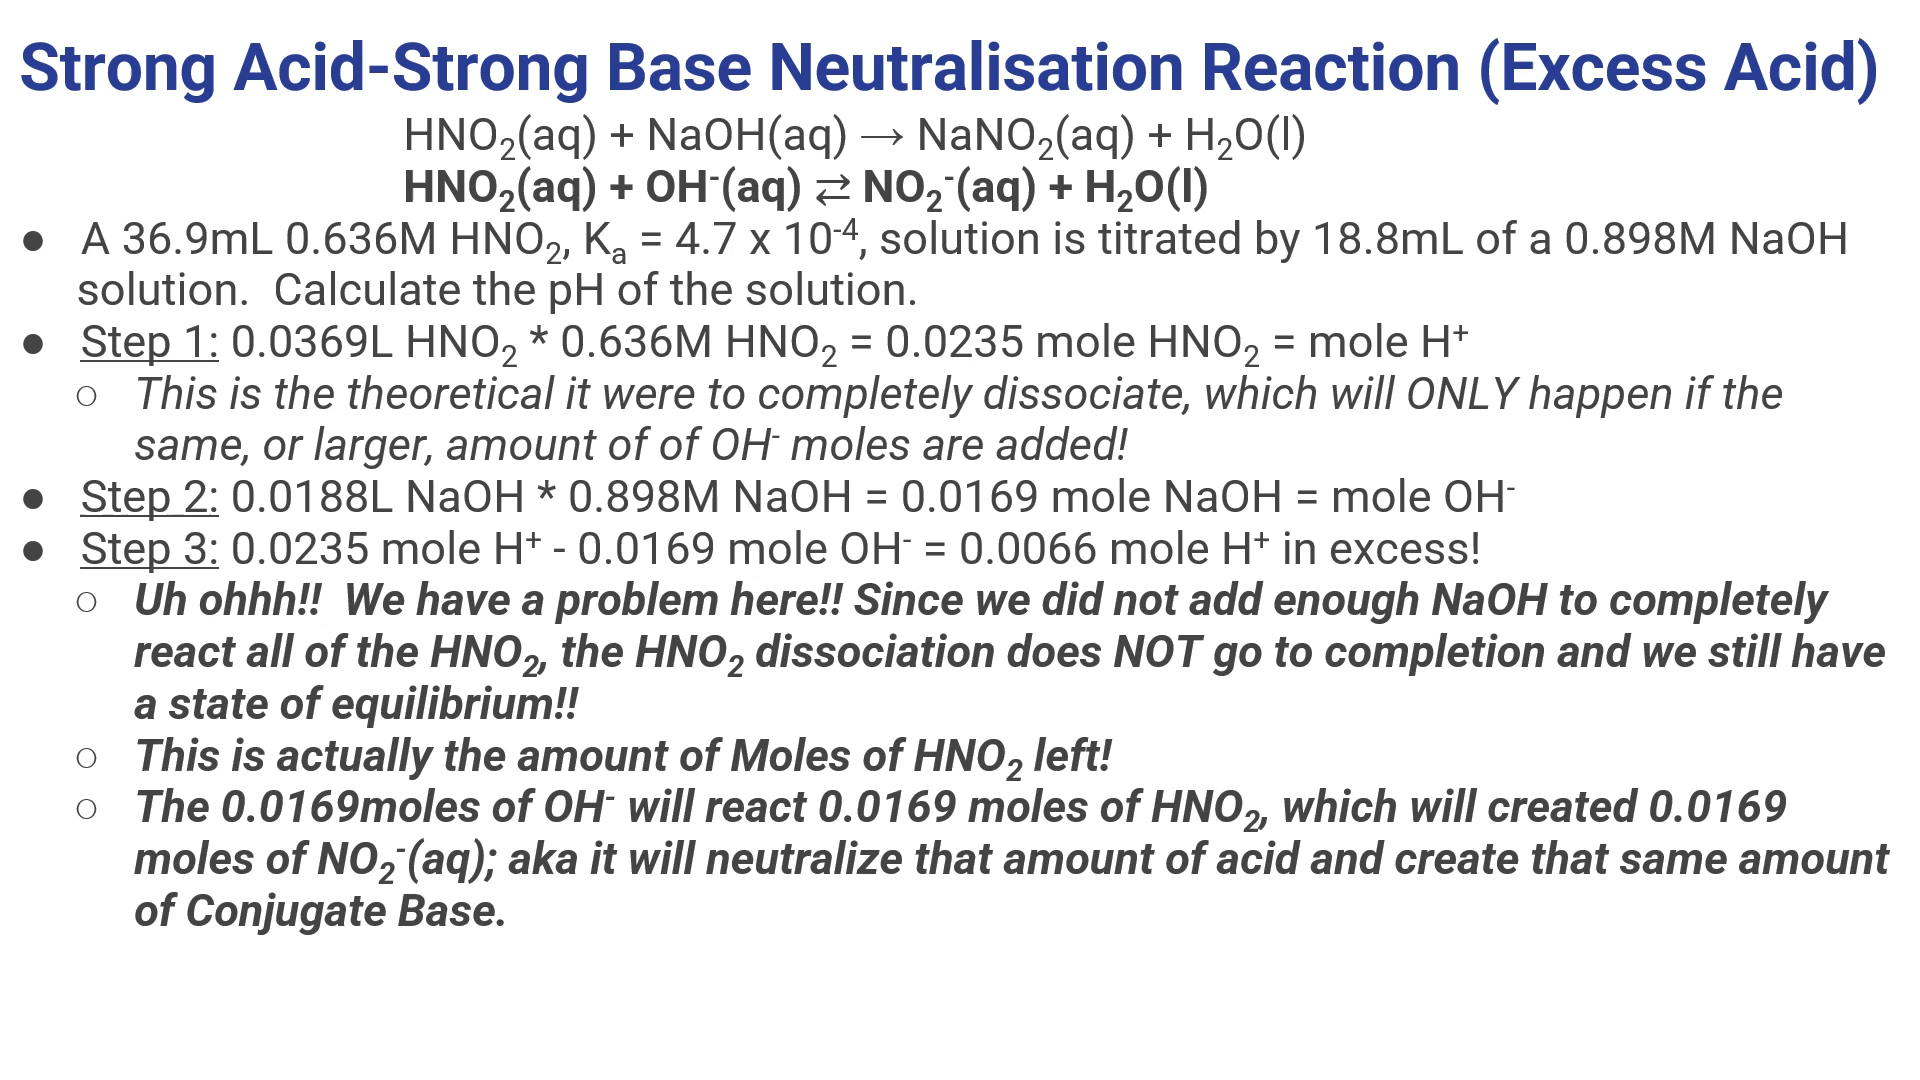 Strong Acid-Strong Base Neutralisation Reaction (Excess Acid)
HNO₂(aq) + NaOH(aq) → NaNO₂(aq) + H₂O(l)
HNO₂(aq) + OH⁻(aq) ⇄ NO₂⁻(aq) + H₂O(l)
● A 36.9mL 0.636M HNO₂, Kₐ = 4.7 x 10⁻⁴, solution is titrated by 18.8mL of a 0.898M NaOH
solution.  Calculate the pH of the solution.
● Step 1: 0.0369L HNO₂ * 0.636M HNO₂ = 0.0235 mole HNO₂ = mole H⁺
○ This is the theoretical it were to completely dissociate, which will ONLY happen if the
same, or larger, amount of of OH⁻ moles are added!
● Step 2: 0.0188L NaOH * 0.898M NaOH = 0.0169 mole NaOH = mole OH⁻
● Step 3: 0.0235 mole H⁺ - 0.0169 mole OH⁻ = 0.0066 mole H⁺ in excess!
○ Uh ohhh!!  We have a problem here!! Since we did not add enough NaOH to completely
react all of the HNO₂, the HNO₂ dissociation does NOT go to completion and we still have
a state of equilibrium!!
○ This is actually the amount of Moles of HNO₂ left!
○ The 0.0169moles of OH⁻ will react 0.0169 moles of HNO₂, which will created 0.0169
moles of NO₂⁻(aq); aka it will neutralize that amount of acid and create that same amount
of Conjugate Base.